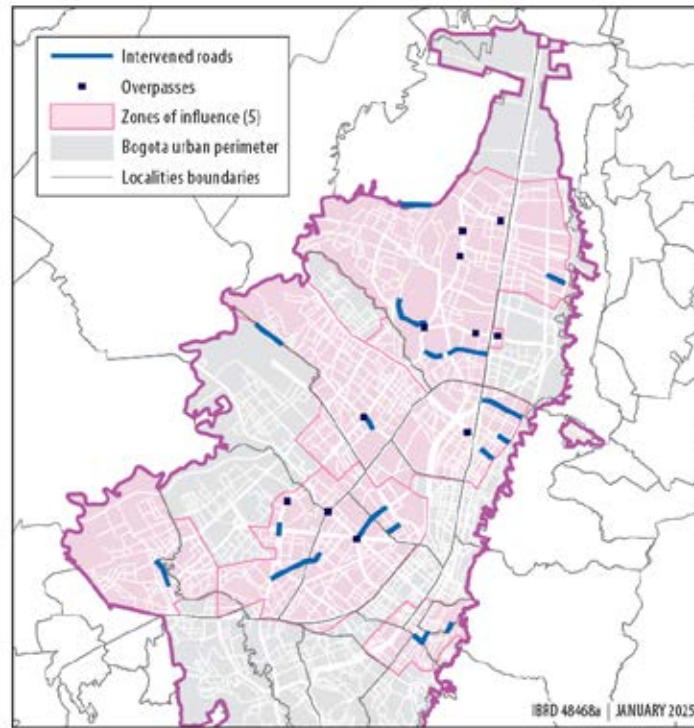 Intervened roads
Overpasses
Zones of influence (5)
Bogota urban perimeter
Localities boundaries
IBRD 48468a | JANUARY 2025